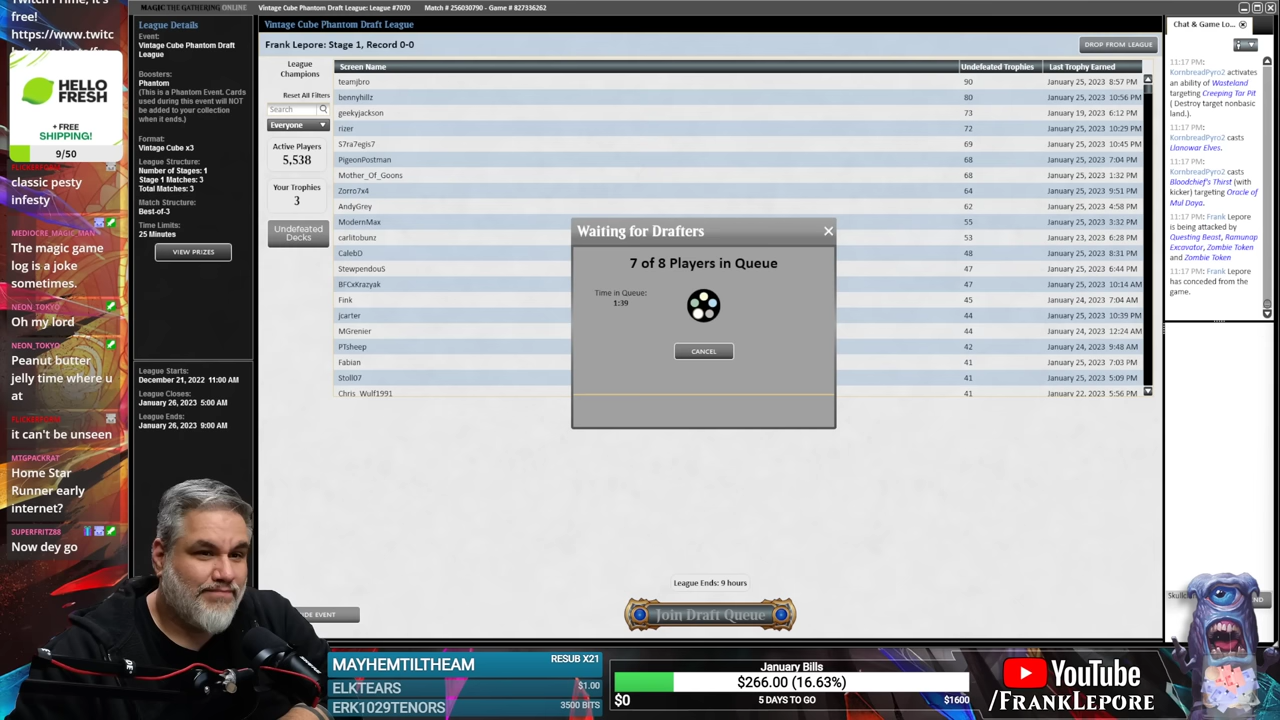 Twitch Prime, it's
free!
https://www.twitc
HELLO
FRESH
+ FREE
SHIPPING!
9/50
classic pesty
infesty
MEDIOCRE_MAGIC_MAN
The magic game
log is a joke
sometimes.
NEON_TOKYO
Oh my lord
NEON_TOKYO
Peanut butter
jelly time where u
at
it can't be unseen
MTGPACKRAT
Home Star
Runner early
internet?
SUPERFRITZ88
Now dey go
MAGIC THE GATHERING ONLINE
Vintage Cube Phantom Draft League: League #7070 Match # 256030790 - Game # 827336262
League Details
Event:
Vintage Cube Phantom Draft
League
Boosters:
Phantom
(This is a Phantom Event. Cards
used during this event will NOT
be added to your collection
when it ends.)
Format:
Vintage Cube x3
League Structure:
Number of Stages: 1
Stage 1 Matches: 3
Total Matches: 3
Match Structure:
Best-of-3
Time Limits:
25 Minutes
VIEW PRIZES
League Starts:
December 21, 2022 11:00 AM
League Closes:
January 26, 2023 5:00 AM
League Ends:
January 26, 2023 9:00 AM
Vintage Cube Phantom Draft League
Frank Lepore: Stage 1, Record 0-0
DROP FROM LEAGUE
League
Champions
Reset All Filters
Search
Everyone
Active Players
5,538
Your Trophies
3
Undefeated
Decks
Screen Name Undefeated Trophies Last Trophy Earned
teamjbro 90 January 25, 2023 8:57 PM
bennyhillz 80 January 25, 2023 10:56 PM
geekyjackson 73 January 19, 2023 6:12 PM
rizer 72 January 25, 2023 10:29 PM
S7ra7egis7 69 January 25, 2023 10:45 PM
PigeonPostman 68 January 25, 2023 7:04 PM
Mother_Of_Goons 68 January 25, 2023 1:32 PM
Zorro7x4 64 January 25, 2023 9:51 PM
AndyGrey 62 January 25, 2023 4:58 PM
ModernMax 55 January 25, 2023 3:32 PM
carlitobunz 53 January 23, 2023 6:28 PM
CalebD 48 January 25, 2023 8:31 PM
StewpendouS 47 January 25, 2023 6:44 PM
BFCxKrazyak 47 January 25, 2023 10:14 AM
Fink 45 January 24, 2023 7:04 AM
jcarter 44 January 25, 2023 10:39 PM
MGrenier 44 January 24, 2023 12:24 AM
PTsheep 42 January 24, 2023 9:48 AM
Fabian 41 January 25, 2023 7:03 PM
Stoll07 41 January 25, 2023 5:09 PM
Chris_Wulf1991 41 January 22, 2023 5:56 PM
Waiting for Drafters
7 of 8 Players in Queue
Time in Queue:
1:39
CANCEL
League Ends: 9 hours
Join Draft Queue
EVENT
Chat & Game Lo...
11:17 PM:
KornbreadPyro2 activates
an ability of Wasteland
targeting Creeping Tar Pit
( Destroy target nonbasic
land.).
11:17 PM:
KornbreadPyro2 casts
Llanowar Elves.
11:17 PM:
KornbreadPyro2 casts
Bloodchief's Thirst (with
kicker) targeting Oracle of
Mul Daya.
11:17 PM: Frank Lepore
is being attacked by
Questing Beast, Ramunap
Excavator, Zombie Token
and Zombie Token
11:17 PM: Frank Lepore
has conceded from the
game.
MAYHEMTILTHEAM RESUB X21
ELKTEARS $1.00
ERK1029TENORS 3500 BITS
January Bills
$266.00 (16.63%)
$0 5 DAYS TO GO $1600
YouTube
/FRANKLEPORE